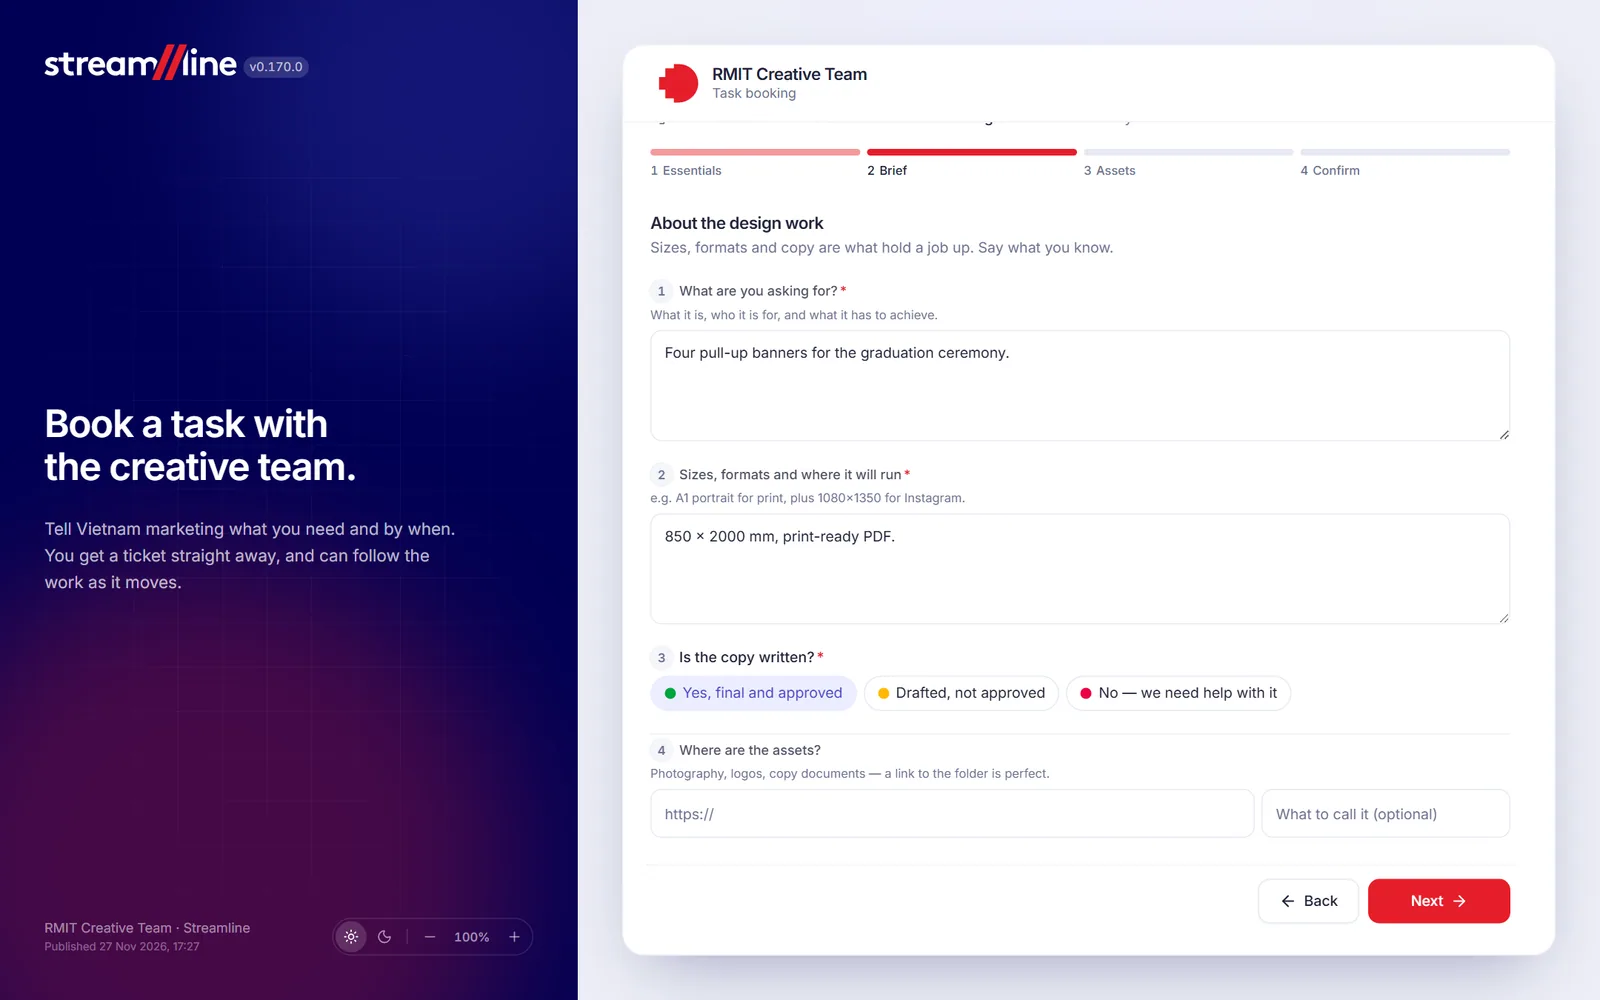 stream//line v0.170.0
Book a task with
the creative team.
Tell Vietnam marketing what you need and by when.
You get a ticket straight away, and can follow the
work as it moves.
RMIT Creative Team · Streamline
Published 27 Nov 2026, 17:27
100%
RMIT Creative Team
Task booking
1 Essentials
2 Brief
3 Assets
4 Confirm
About the design work
Sizes, formats and copy are what hold a job up. Say what you know.
1 What are you asking for? *
What it is, who it is for, and what it has to achieve.
Four pull-up banners for the graduation ceremony.
2 Sizes, formats and where it will run *
e.g. A1 portrait for print, plus 1080×1350 for Instagram.
850 × 2000 mm, print-ready PDF.
3 Is the copy written? *
Yes, final and approved
Drafted, not approved
No — we need help with it
4 Where are the assets?
Photography, logos, copy documents — a link to the folder is perfect.
https://
What to call it (optional)
← Back
Next →